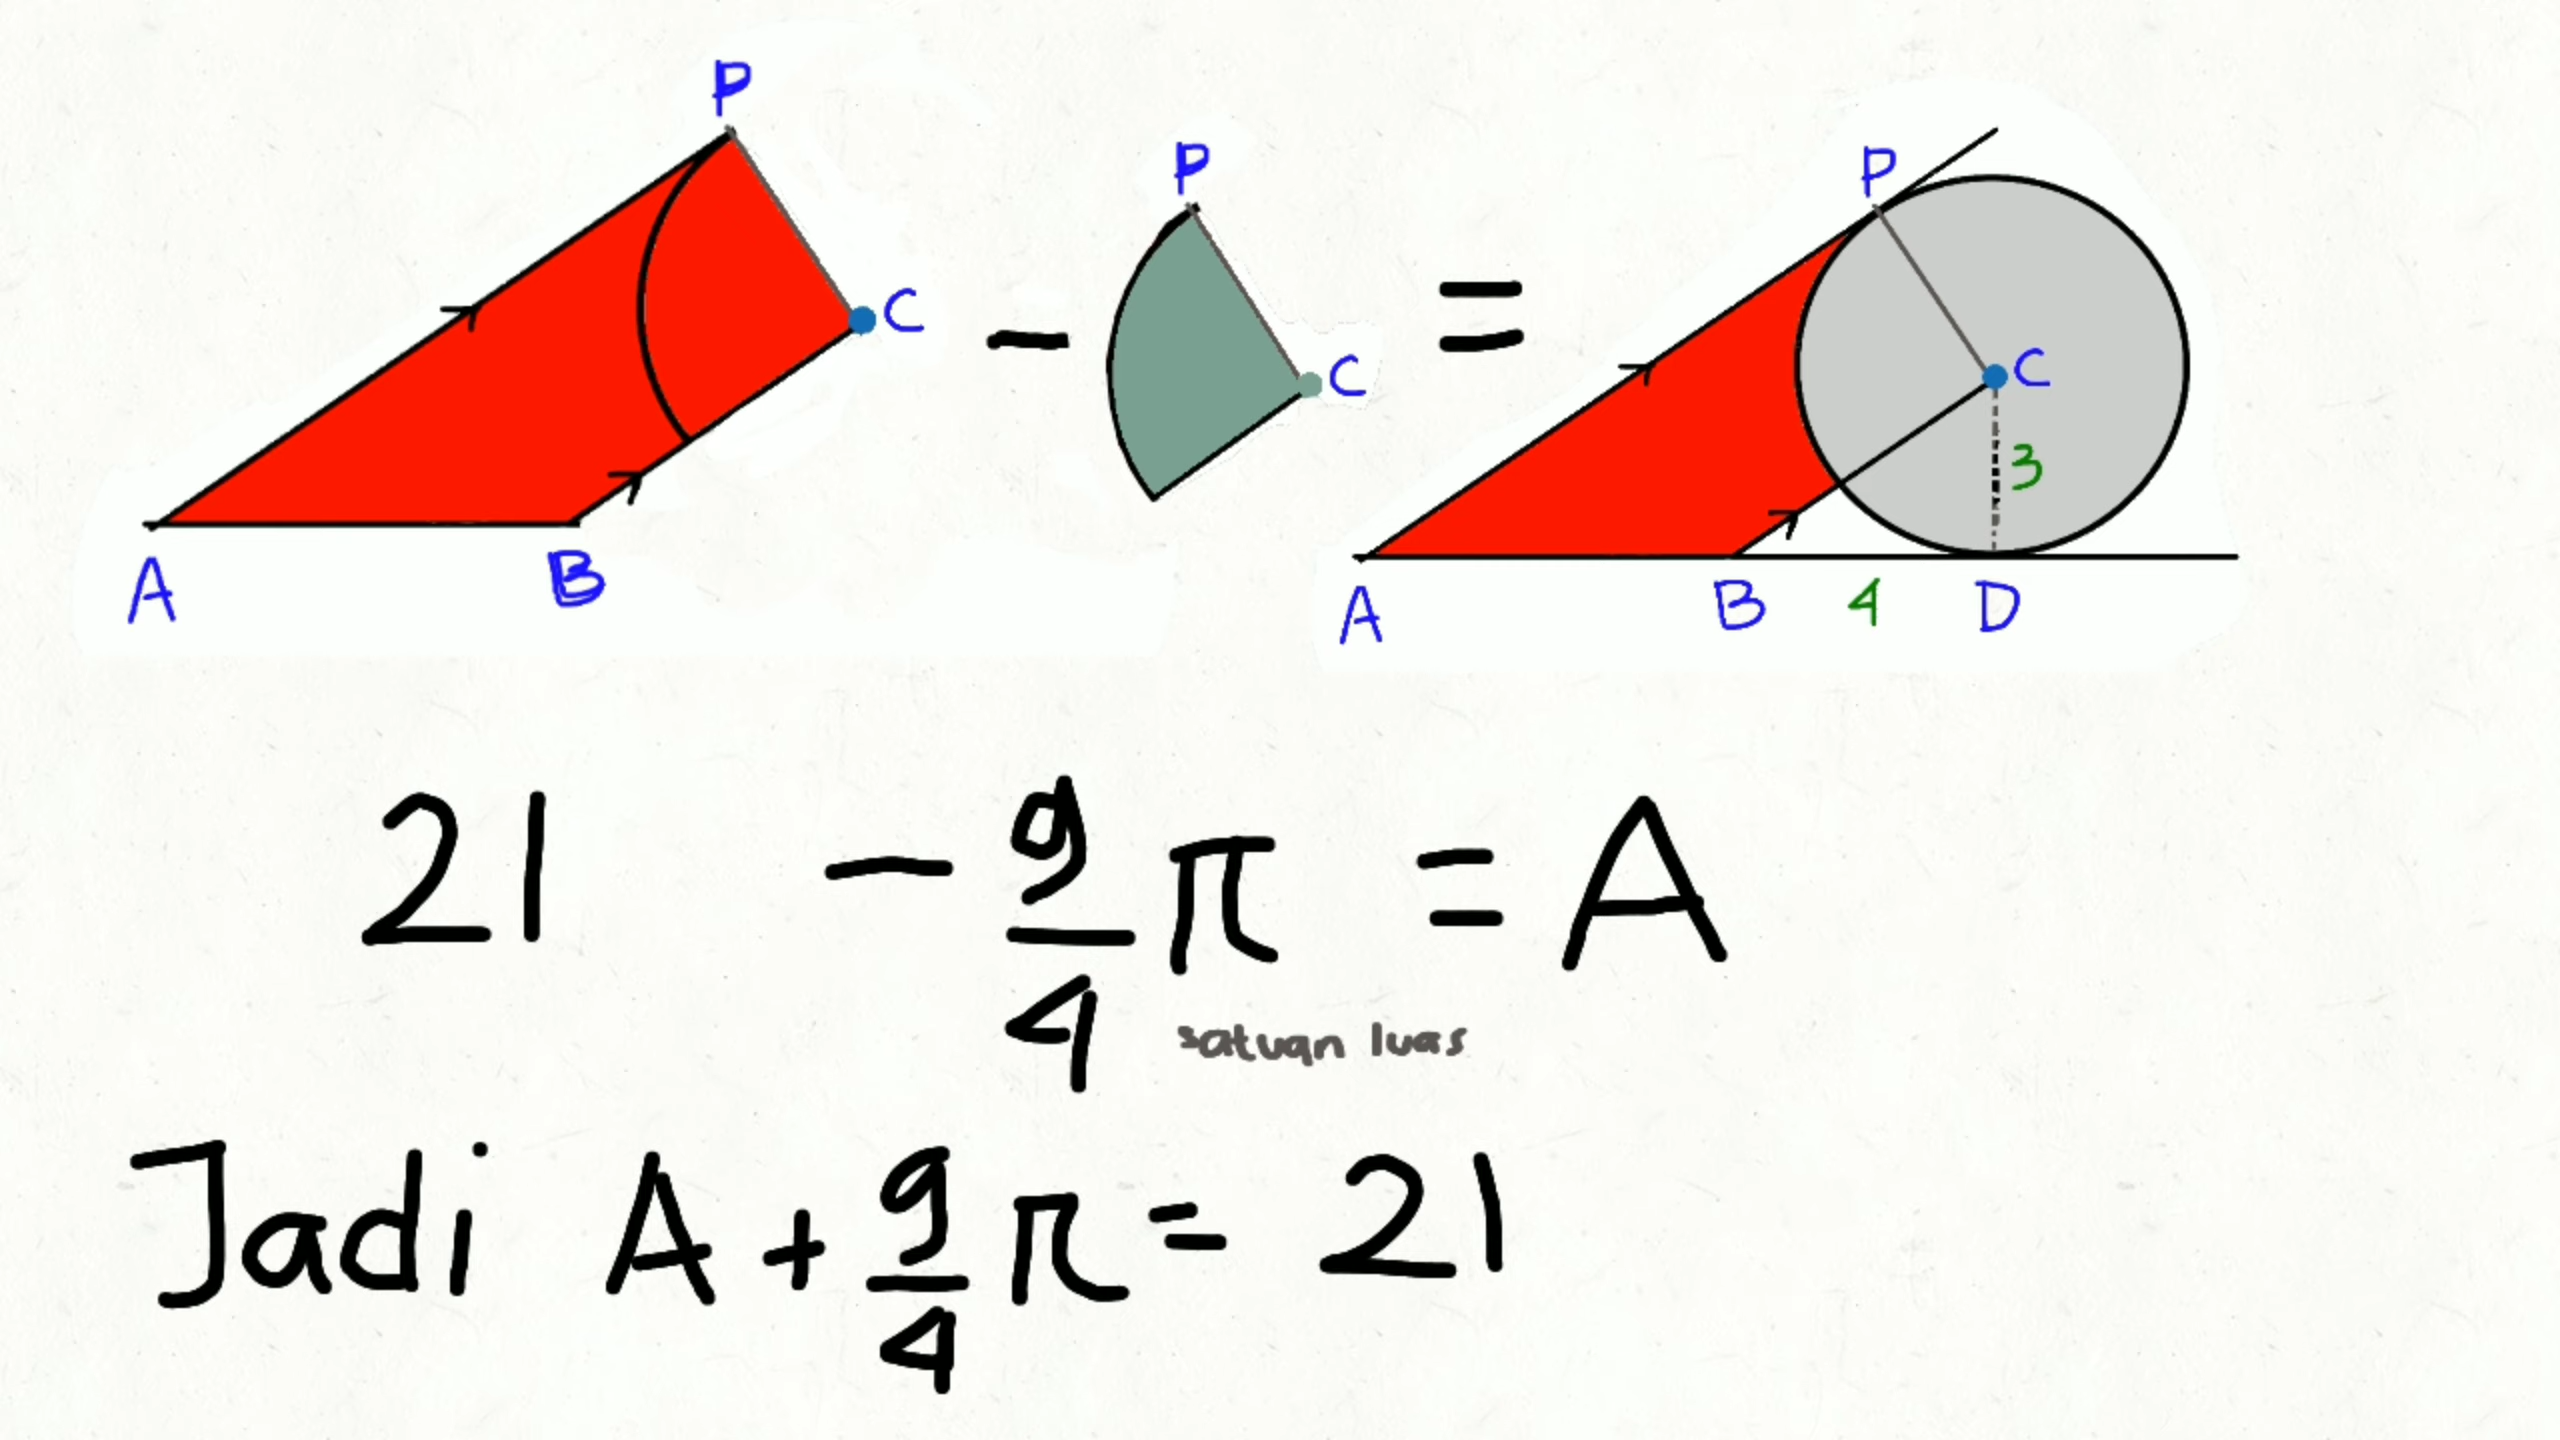 P
P
P
C
C
C
-
=
3
A
B
A
B
4
D
21 - 9/4 π = A
satuan luas
Jadi A + 9/4 π = 21